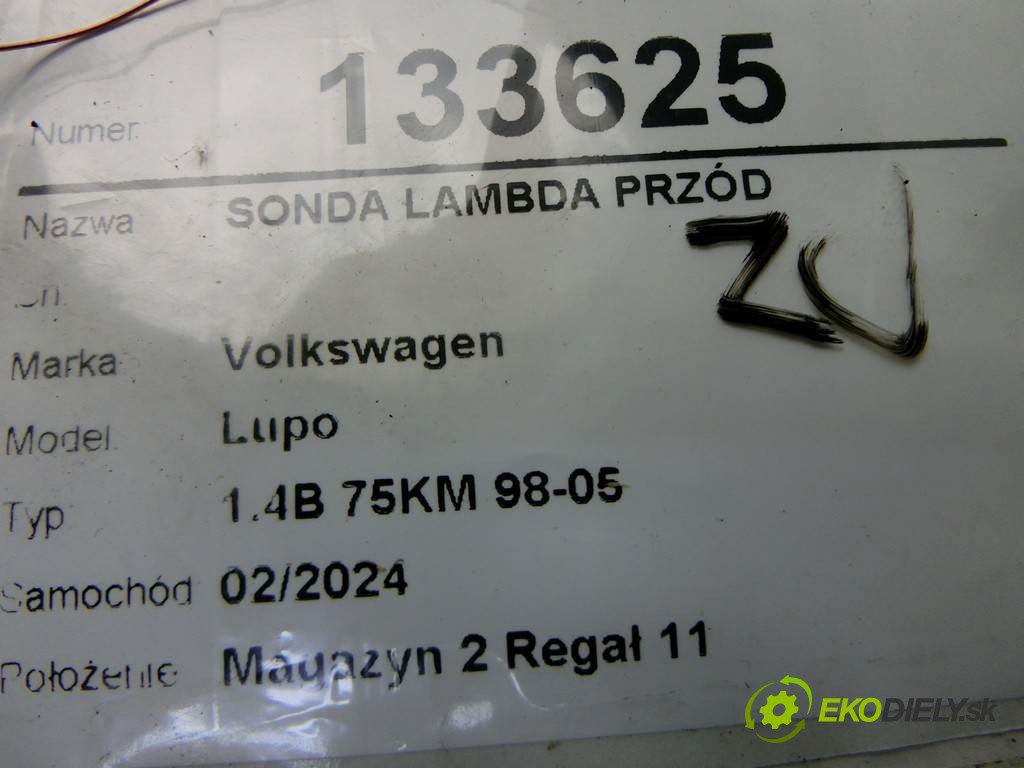 Numer 133625
Nazwa SONDA LAMBDA PRZÓD
ZU
Marka Volkswagen
Model Lupo
Typ 1.4B 75KM 98-05
Samochód 02/2024
Położenie Magazyn 2 Regał 11
EKODIELY.sk